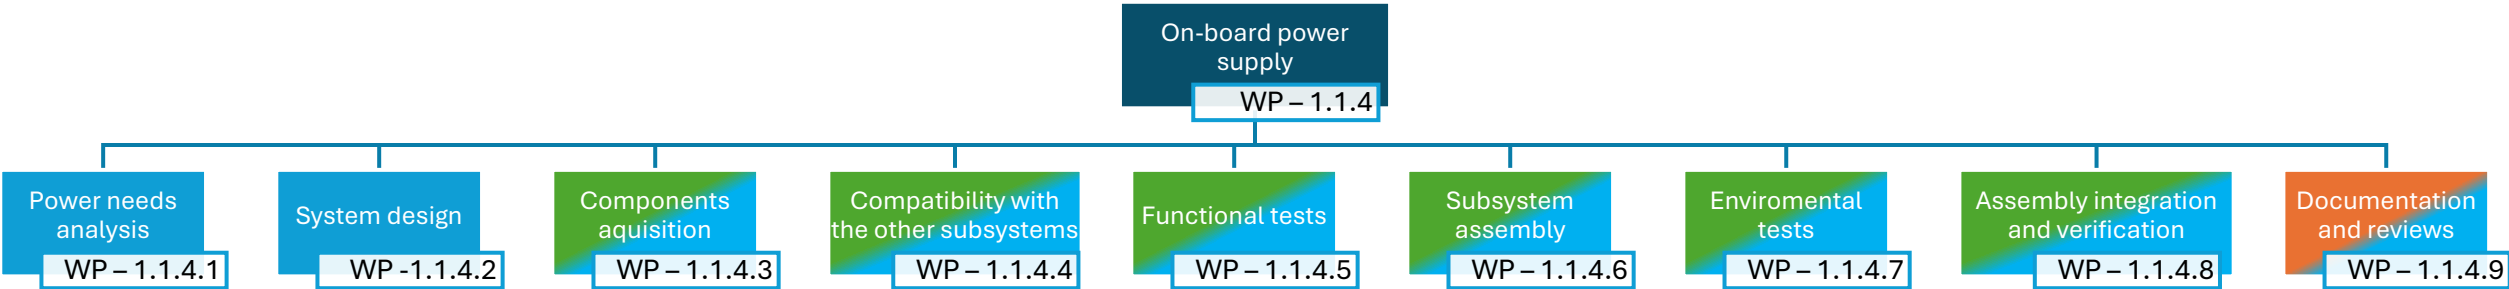 On-board power
supply
WP – 1.1.4
Power needs
analysis
WP – 1.1.4.1
System design
WP -1.1.4.2
Components
aquisition
WP – 1.1.4.3
Compatibility with
the other subsystems
WP – 1.1.4.4
Functional tests
WP – 1.1.4.5
Subsystem
assembly
WP – 1.1.4.6
Enviromental
tests
WP – 1.1.4.7
Assembly integration
and verification
WP – 1.1.4.8
Documentation
and reviews
WP – 1.1.4.9